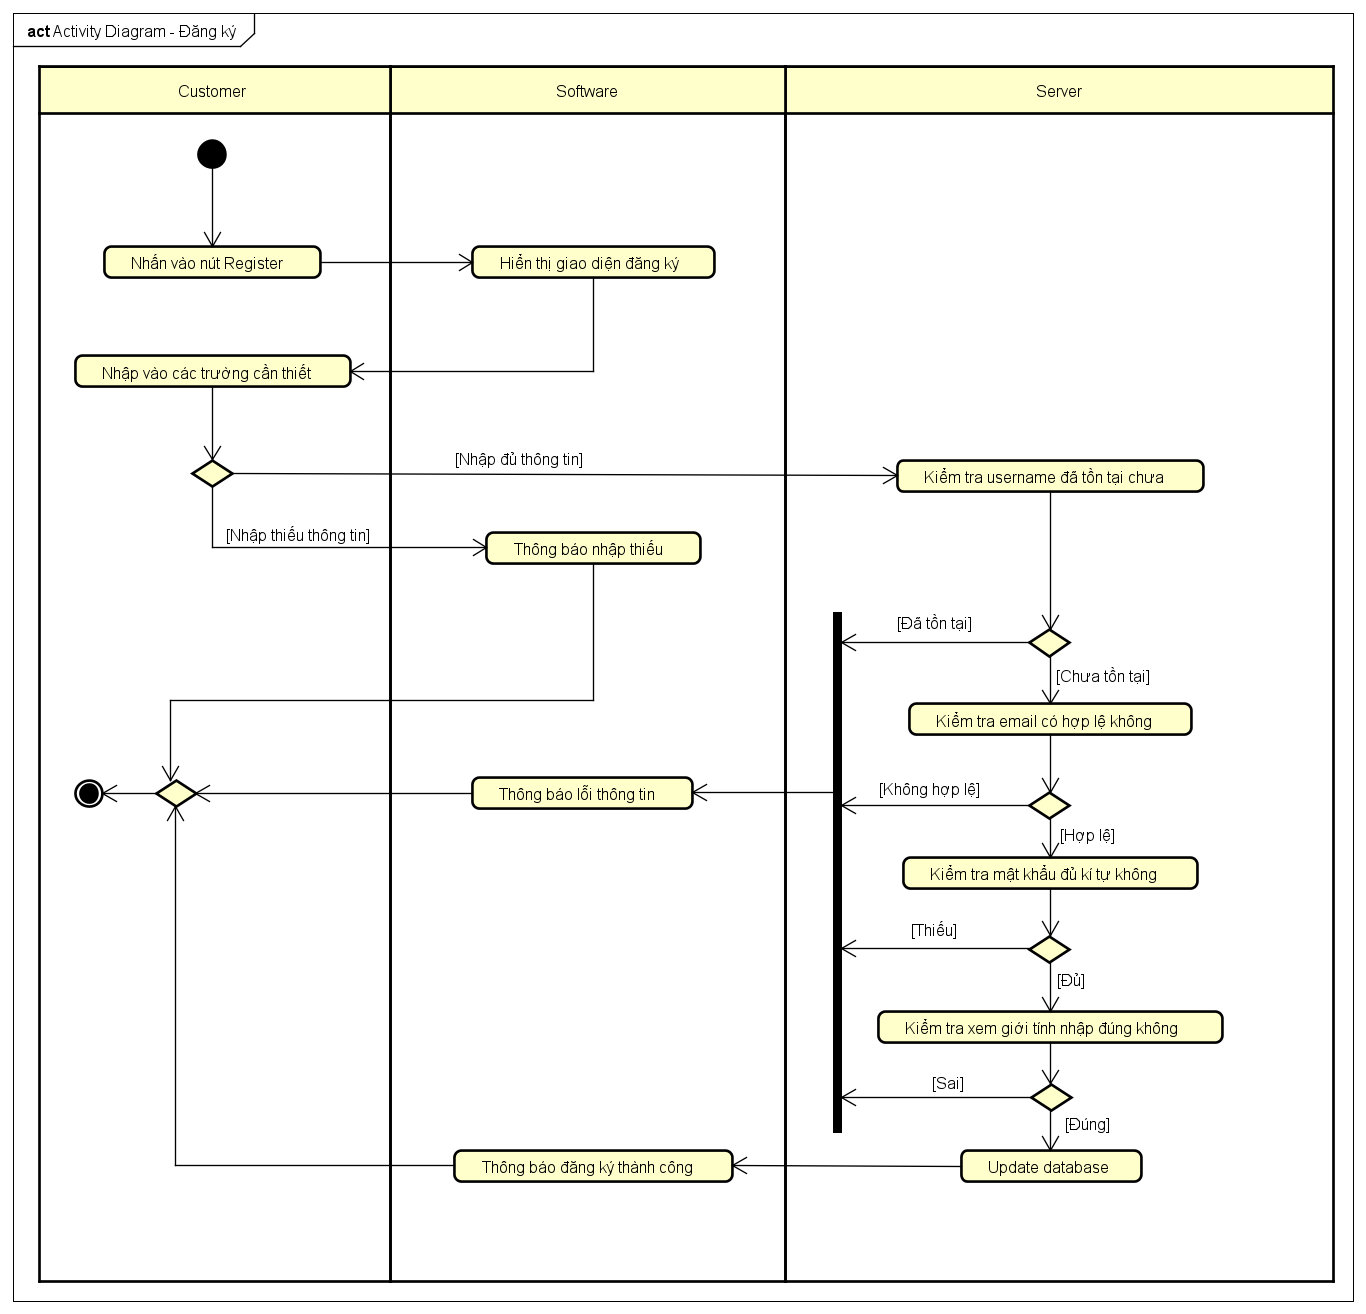 act Activity Diagram - Đăng ký
Customer
Software
Server
Nhấn vào nút Register
Hiển thị giao diện đăng ký
Nhập vào các trường cần thiết
[Nhập đủ thông tin]
Kiểm tra username đã tồn tại chưa
[Nhập thiếu thông tin]
Thông báo nhập thiếu
[Đã tồn tại]
[Chưa tồn tại]
Kiểm tra email có hợp lệ không
Thông báo lỗi thông tin
[Không hợp lệ]
[Hợp lệ]
Kiểm tra mật khẩu đủ kí tự không
[Thiếu]
[Đủ]
Kiểm tra xem giới tính nhập đúng không
[Sai]
[Đúng]
Thông báo đăng ký thành công
Update database